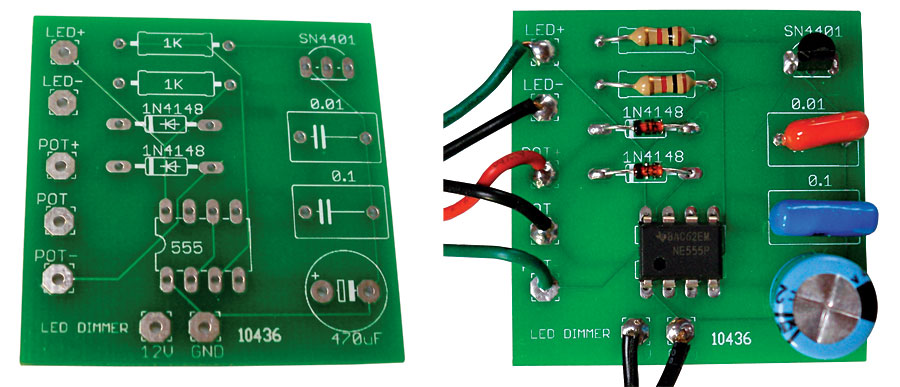 LED+
1K
SN4401
LED-
1K
1N4148
0.01
POT+
1N4148
0.1
POT
555
POT-
+
LED DIMMER
12V
GND
10436
470uF
LED+
LED-
1N4148
0.01
POT+
1N4148
0.1
POT
NE555P
POT
LED DIMMER
10436